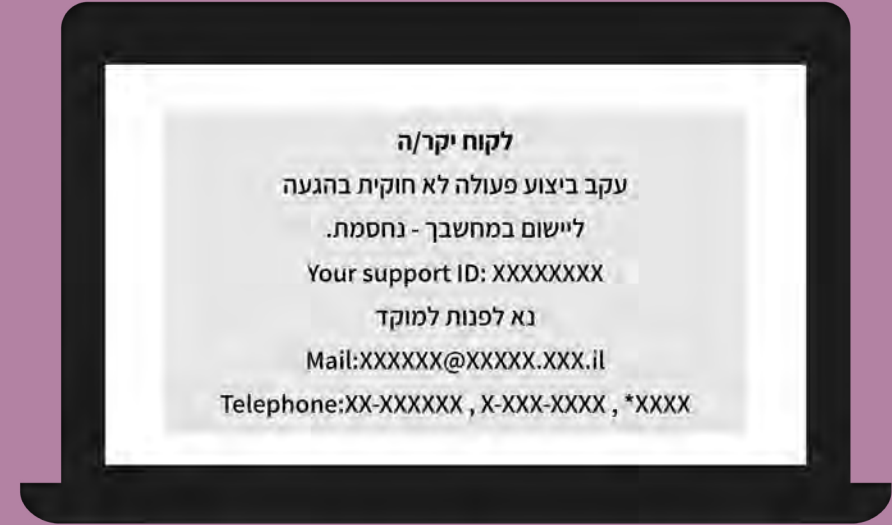 לקוח יקר/ה
עקב ביצוע פעולה לא חוקית בהגעה
ליישום במחשבך - נחסמת.
Your support ID: XXXXXXXX
נא לפנות למוקד
Mail:XXXXXX@XXXXX.XXX.il
Telephone:XX-XXXXXX , X-XXX-XXXX , *XXXX